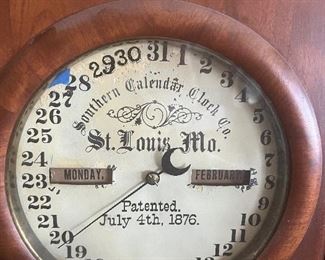 29 30 31 1 2 3 4 5 6 7 8 9 10 11 12 13
28 27 26 25 24 23 22 21 20 19
Southern Calendar Clock Co.
St. Louis Mo.
MONDAY, FEBRUARY
Patented,
July 4th, 1876.